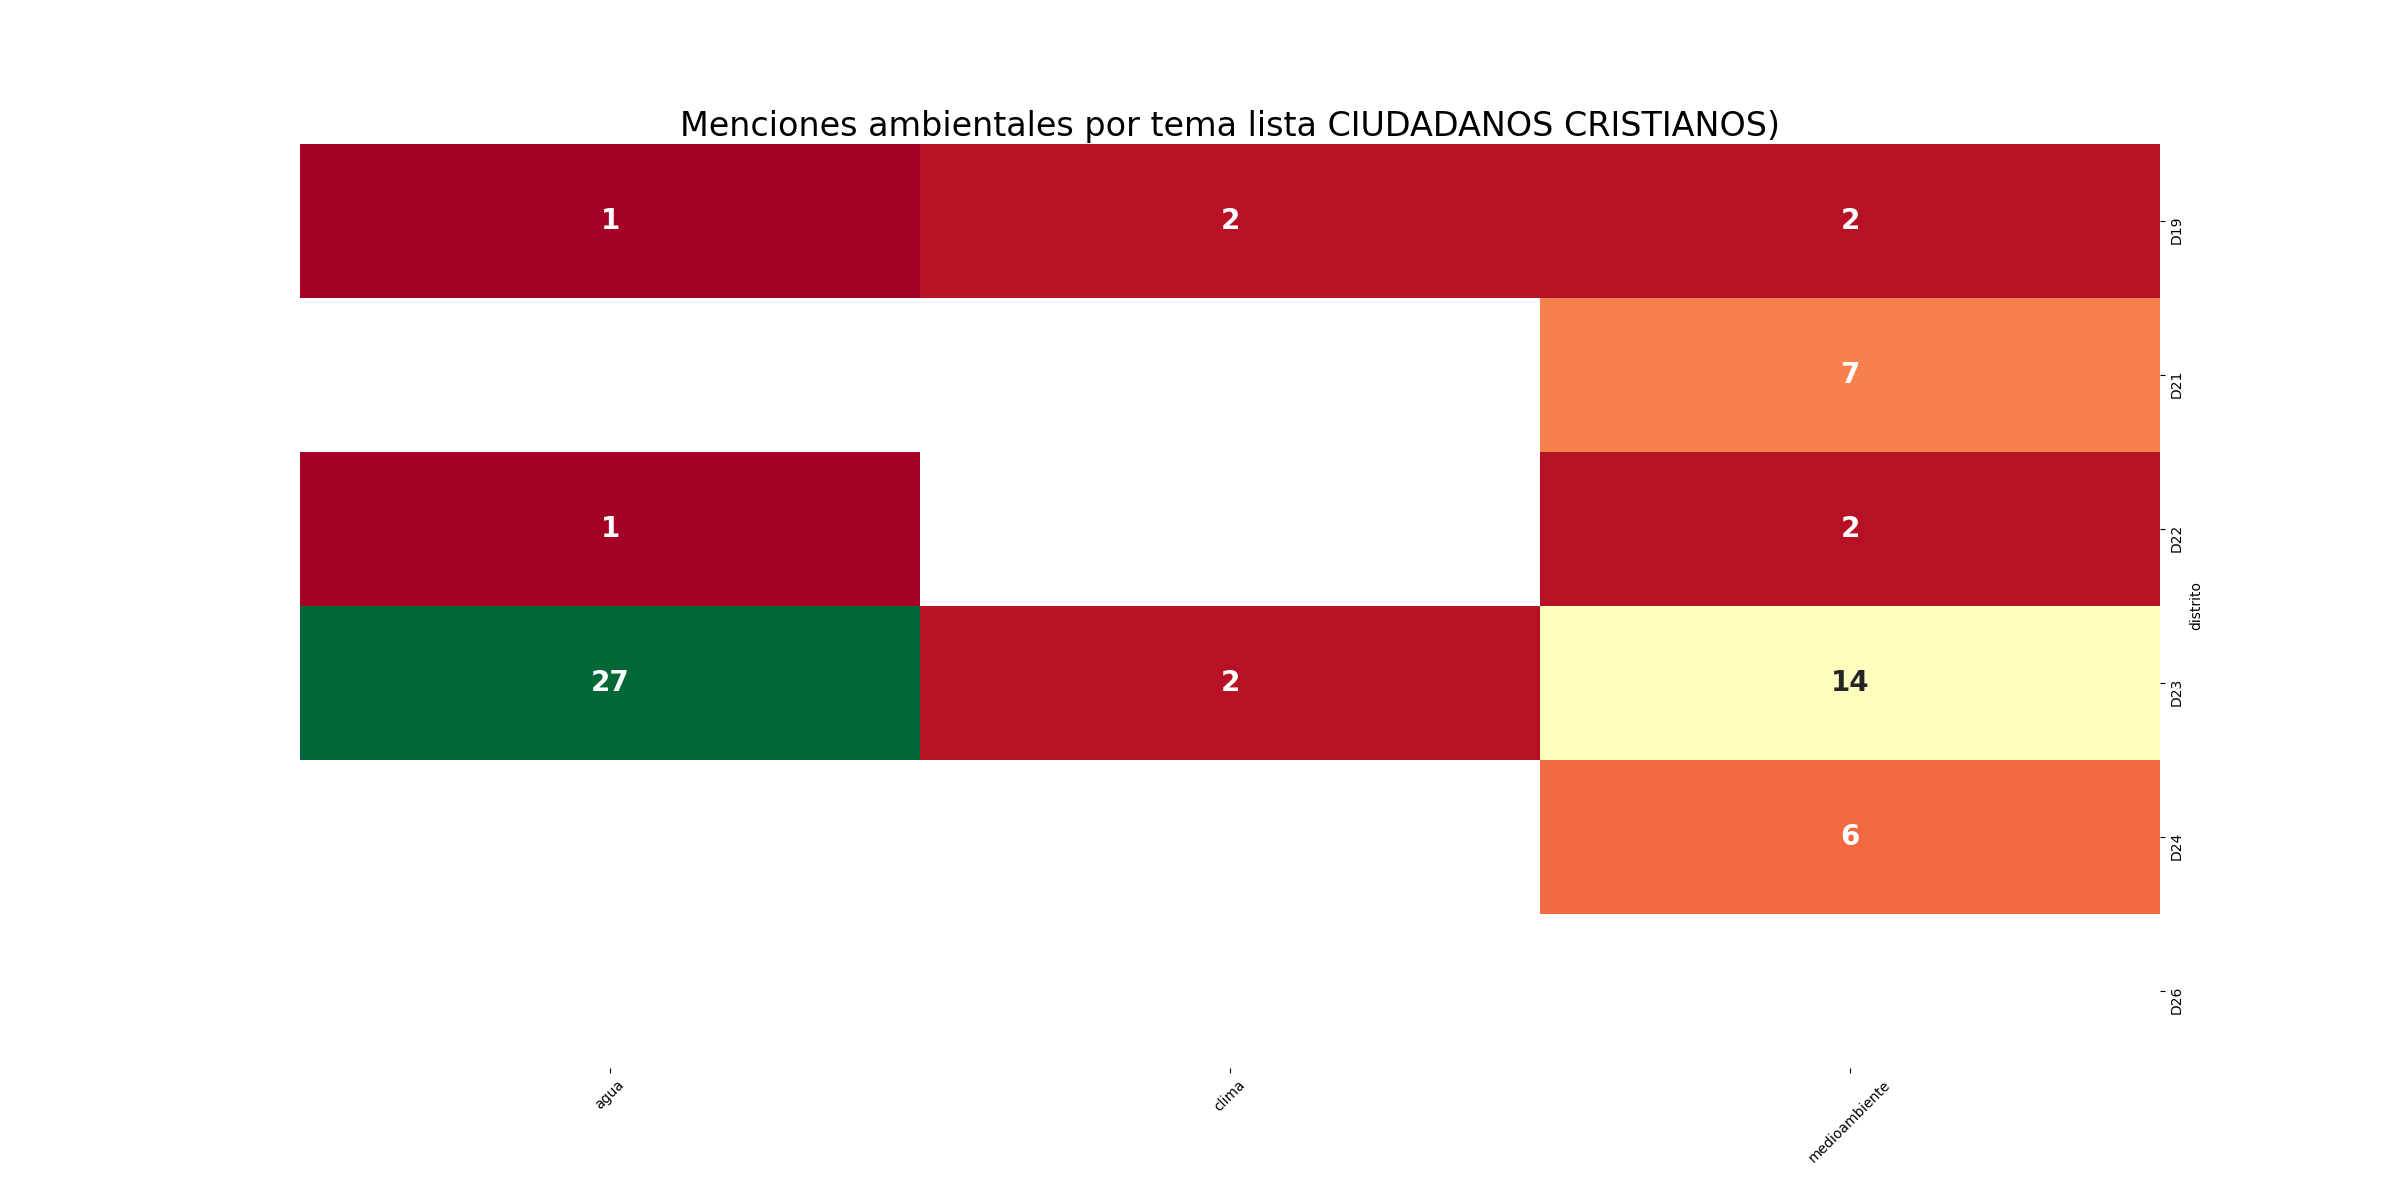 Menciones ambientales por tema lista CIUDADANOS CRISTIANOS)
1 2 2 D19
7 D21
1 2 D22
distrito
27 2 14 D23
6 D24
D26
agua clima medioambiente